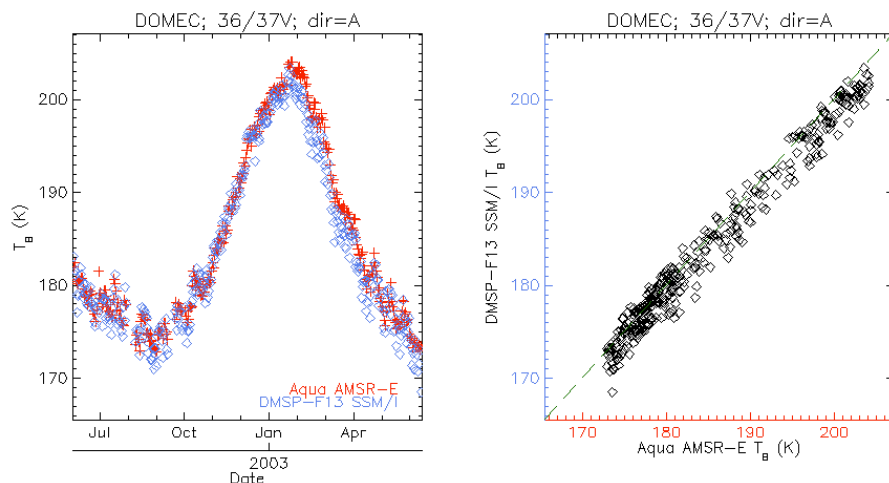 DOMEC; 36/37V, dir=A
T_B (K)
200
190
180
170
Aqua AMSR-E
DMSP-F13 SSM/I
Jul Oct Jan Apr
2003
Date
DOMEC; 36/37V, dir=A
DMSP-F13 SSM/I T_B (K)
200
190
180
170
170 180 190 200
Aqua AMSR-E T_B (K)